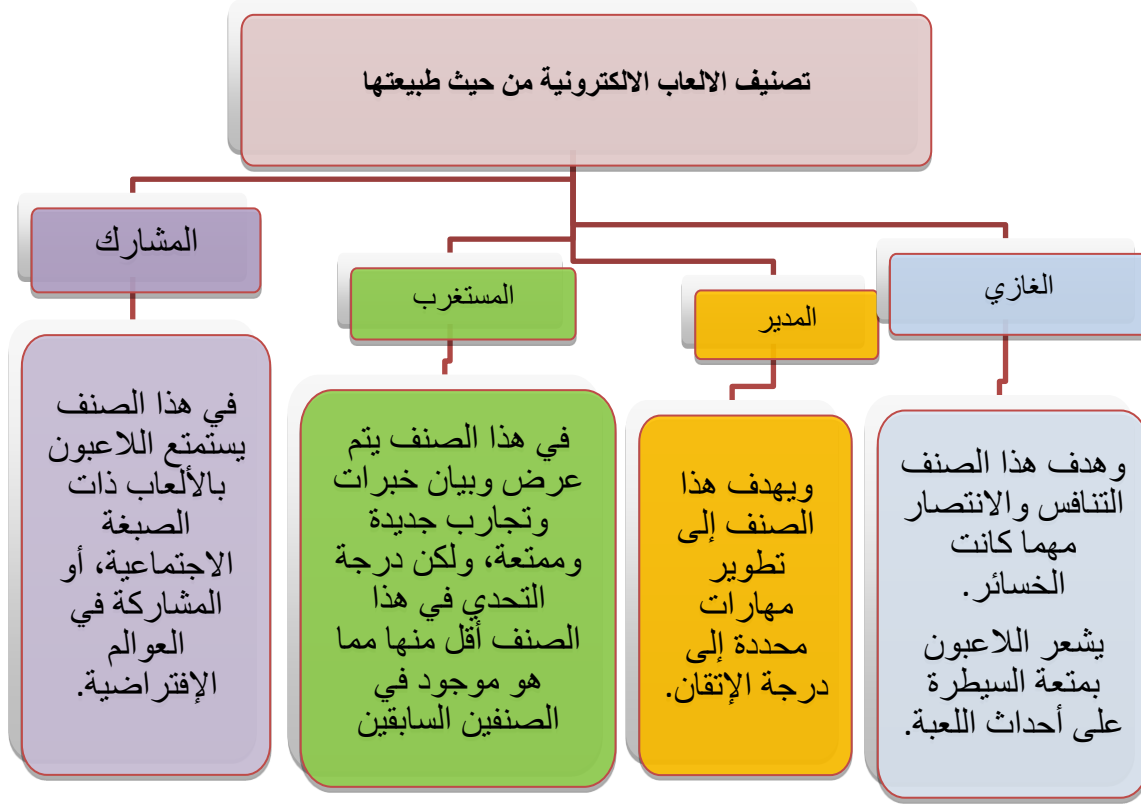 تصنيف الالعاب الالكترونية من حيث طبيعتها
الغازي
وهدف هذا الصنف
التنافس والانتصار
مهما كانت
الخسائر.
يشعر اللاعبون
بمتعة السيطرة
على أحداث اللعبة.
المدير
ويهدف هذا
الصنف إلى
تطوير
مهارات
محددة إلى
درجة الإتقان.
المستغرب
في هذا الصنف يتم
عرض وبيان خبرات
وتجارب جديدة
وممتعة، ولكن درجة
التحدي في هذا
الصنف أقل منها مما
هو موجود في
الصنفين السابقين
المشارك
في هذا الصنف
يستمتع اللاعبون
بالألعاب ذات
الصبغة
الاجتماعية، أو
المشاركة في
العوالم
الإفتراضية.